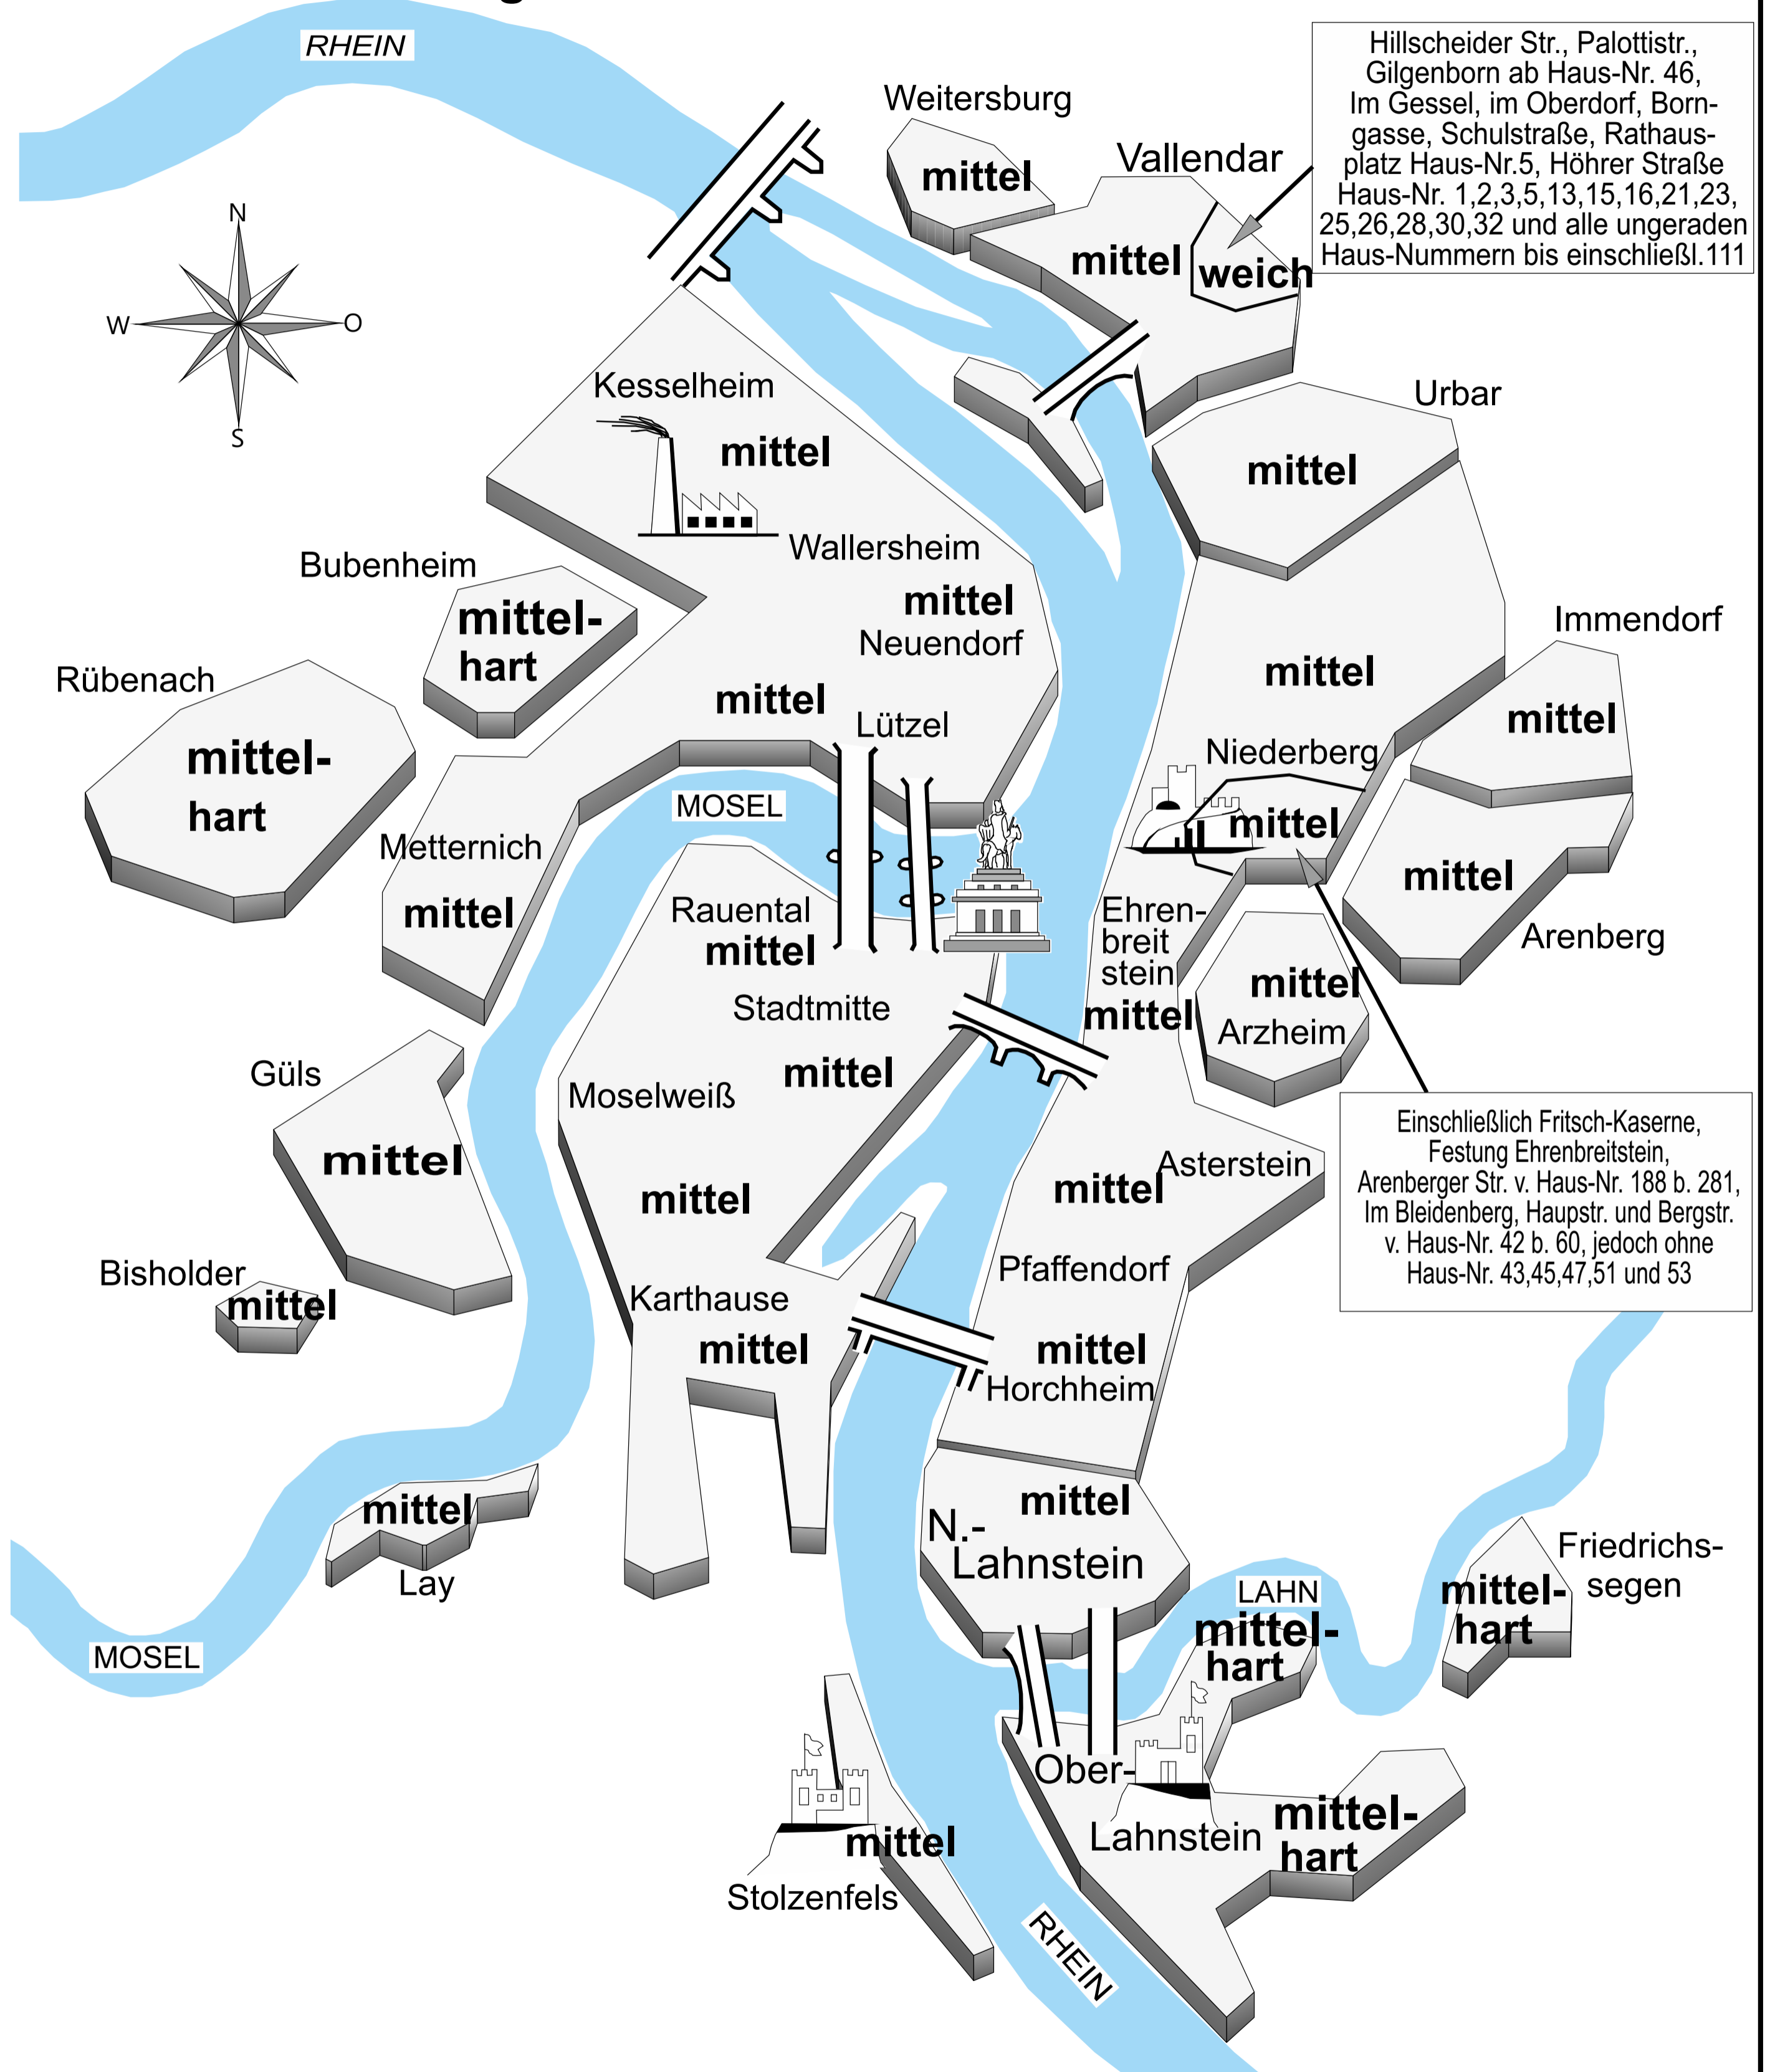 RHEIN
Hillscheider Str., Palottistr.,
Gilgenborn ab Haus-Nr. 46,
Im Gessel, im Oberdorf, Born-
gasse, Schulstraße, Rathaus-
platz Haus-Nr.5, Höhrer Straße
Haus-Nr. 1,2,3,5,13,15,16,21,23,
25,26,28,30,32 und alle ungeraden
Haus-Nummern bis einschließl.111
Weitersburg
mittel
Vallendar
mittel
weich
N
W
O
S
Kesselheim
mittel
Urbar
mittel
Wallersheim
mittel
Bubenheim
mittel-
hart
Neuendorf
Immendorf
mittel
Rübenach
mittel-
hart
mittel
mittel
Lützel
Niederberg
mittel
MOSEL
Metternich
mittel
mittel
Arenberg
Rauental
mittel
Ehren-
breit
stein
mittel
mittel
Arzheim
Stadtmitte
mittel
Güls
mittel
Moselweiß
mittel
Einschließlich Fritsch-Kaserne,
Festung Ehrenbreitstein,
Arenberger Str. v. Haus-Nr. 188 b. 281,
Im Bleidenberg, Haupstr. und Bergstr.
v. Haus-Nr. 42 b. 60, jedoch ohne
Haus-Nr. 43,45,47,51 und 53
Asterstein
mittel
Pfaffendorf
Bisholder
mittel
Karthause
mittel
mittel
Horchheim
mittel
Lay
mittel
N.-
Lahnstein
LAHN
Friedrichs-
segen
mittel-
hart
mittel-
hart
MOSEL
Ober-
Lahnstein
mittel-
hart
mittel
Stolzenfels
RHEIN